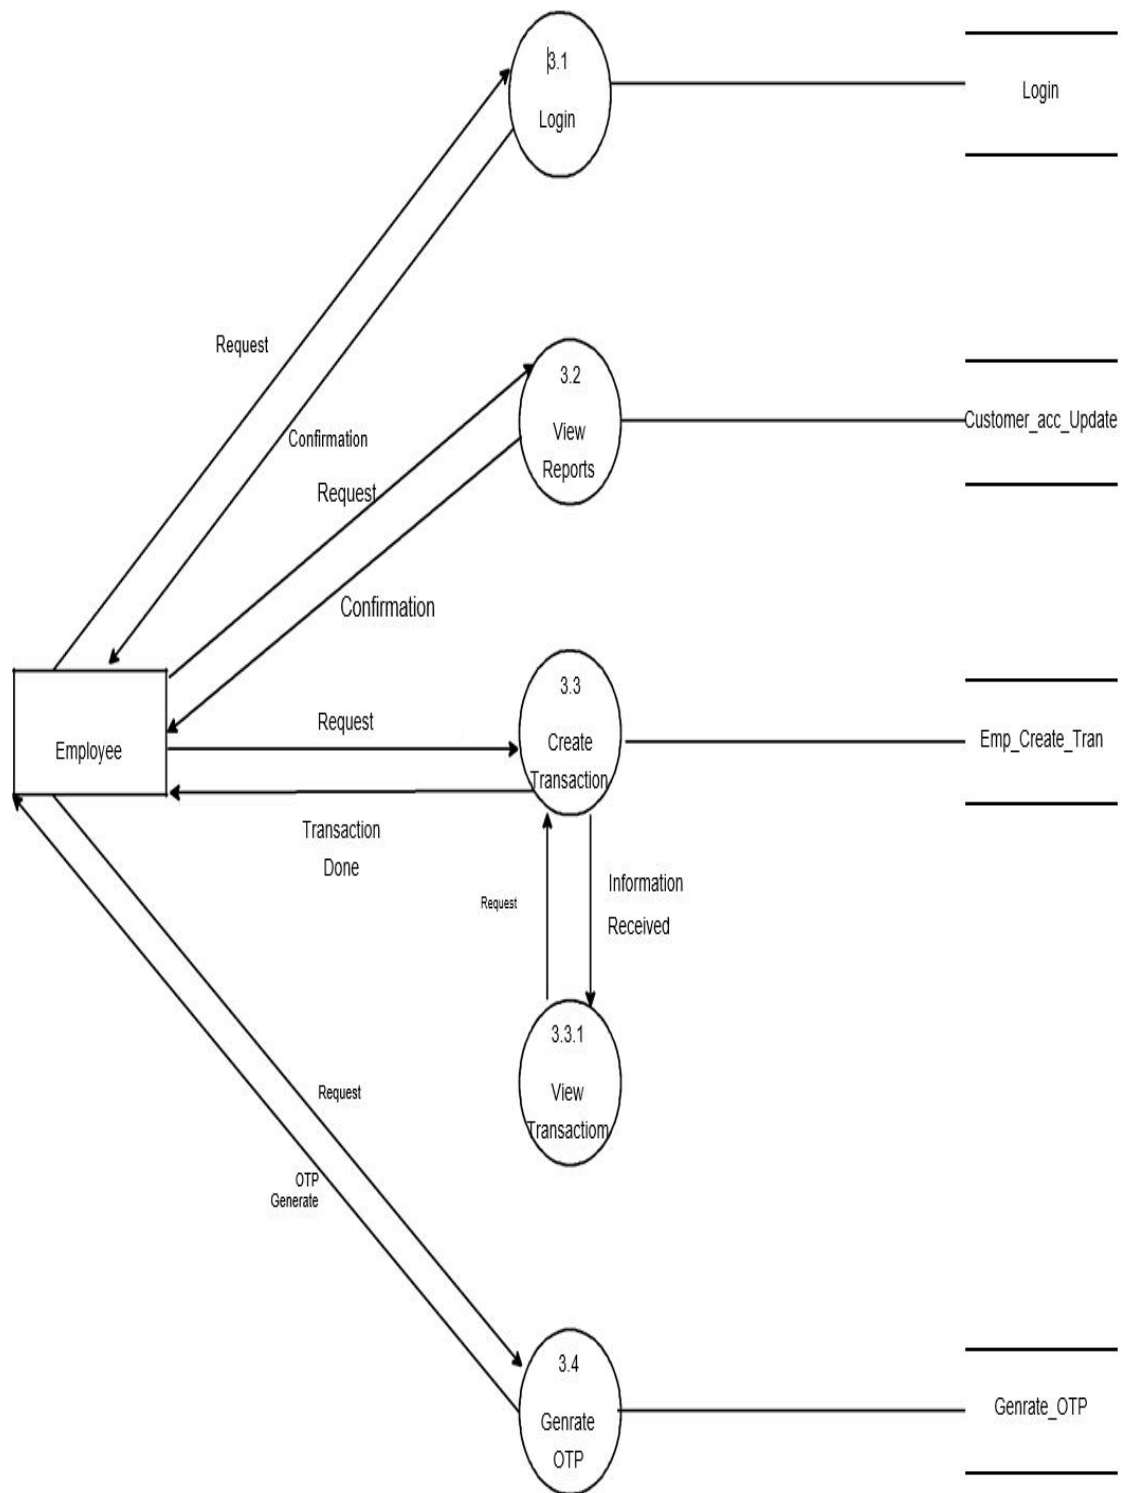 3.1
Login
Login
Request
Confirmation
3.2
View
Reports
Customer_acc_Update
Request
Confirmation
Employee
Request
3.3
Create
Transaction
Emp_Create_Tran
Transaction
Done
Request
Information
Received
3.3.1
View
Transactiom
Request
OTP
Generate
3.4
Genrate
OTP
Genrate_OTP